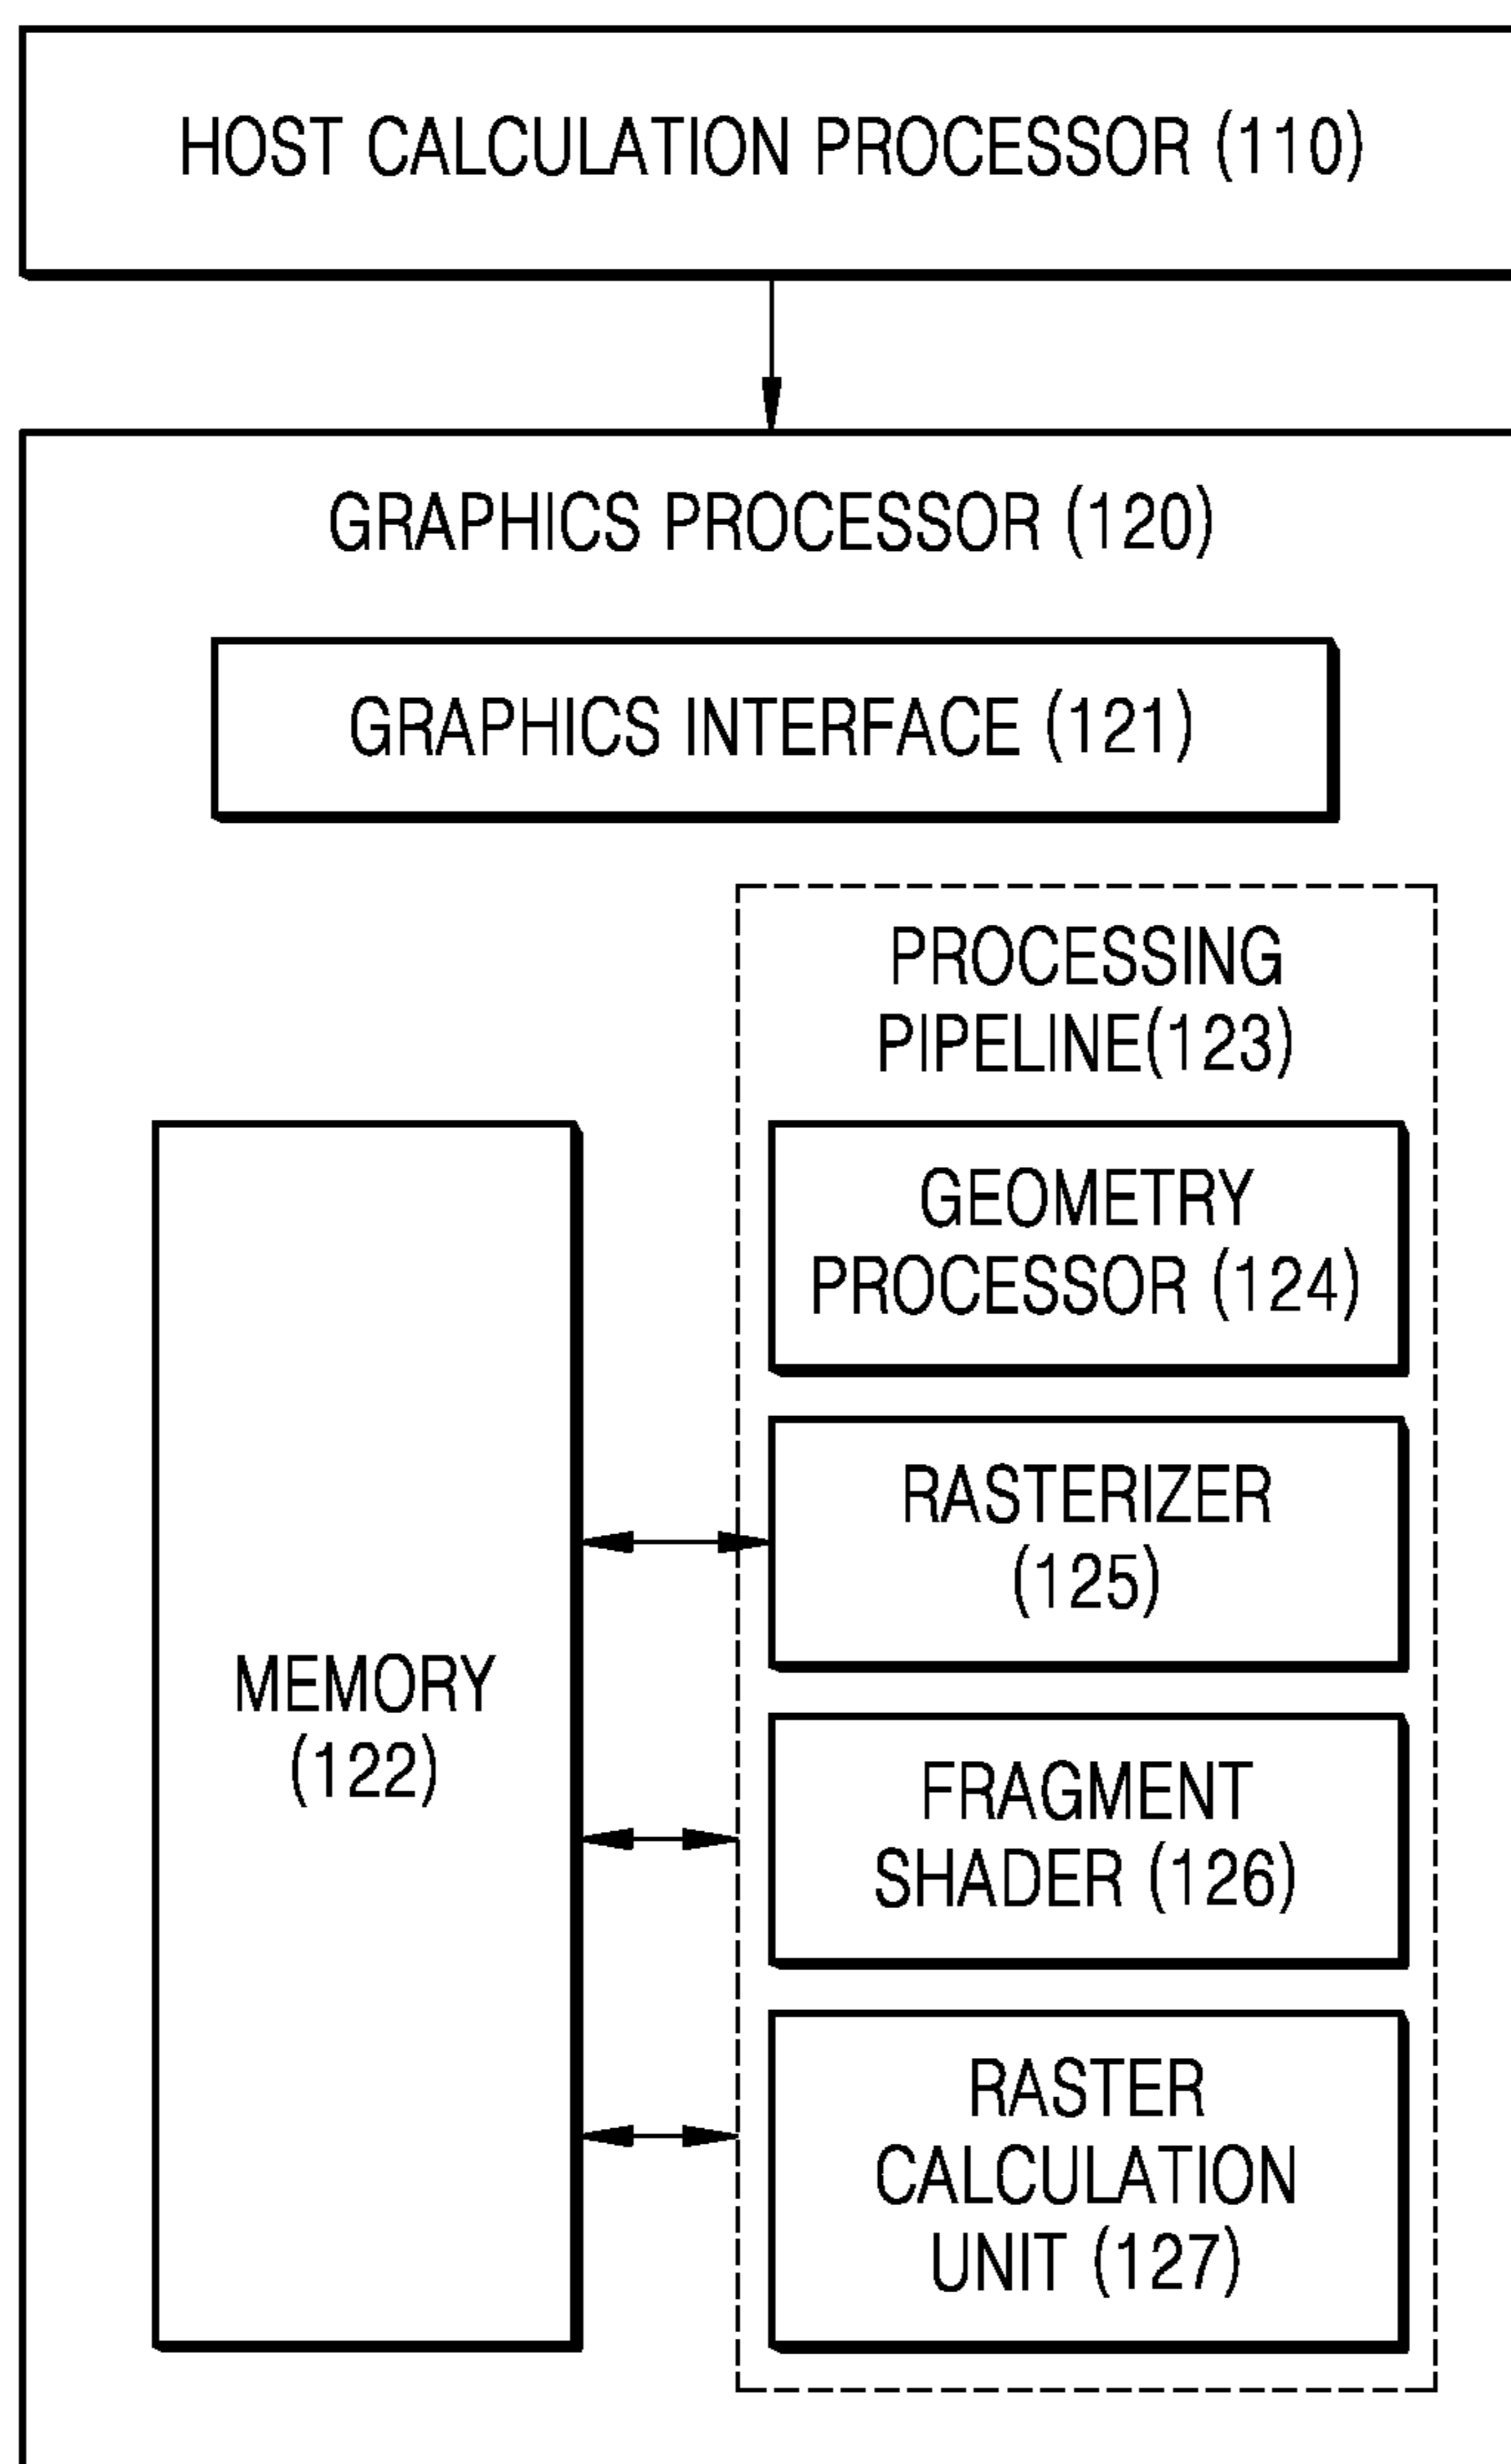 HOST CALCULATION PROCESSOR (110)
GRAPHICS PROCESSOR (120)
GRAPHICS INTERFACE (121)
PROCESSING
PIPELINE(123)
GEOMETRY
PROCESSOR (124)
RASTERIZER
(125)
MEMORY
(122)
FRAGMENT
SHADER (126)
RASTER
CALCULATION
UNIT (127)